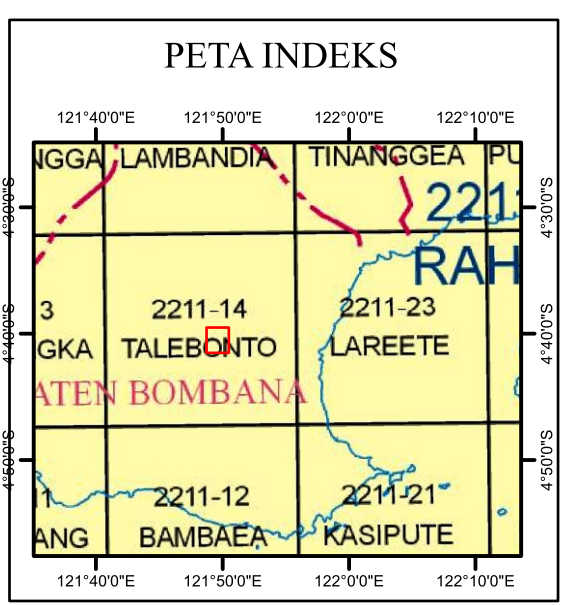 PETA INDEKS
121°40'0"E 121°50'0"E 122°0'0"E 122°10'0"E
NGGA LAMBANDIA TINANGGEA PU
4°30'0"S 221 4°30'0"S
RAH
3 2211-14 2211-23
4°40'0"S GKA TALEBONTO LAREETE 4°40'0"S
ATEN BOMBANA
4°50'0"S 4°50'0"S
11 2211-12 2211-21
ANG BAMBAEA KASIPUTE
121°40'0"E 121°50'0"E 122°0'0"E 122°10'0"E